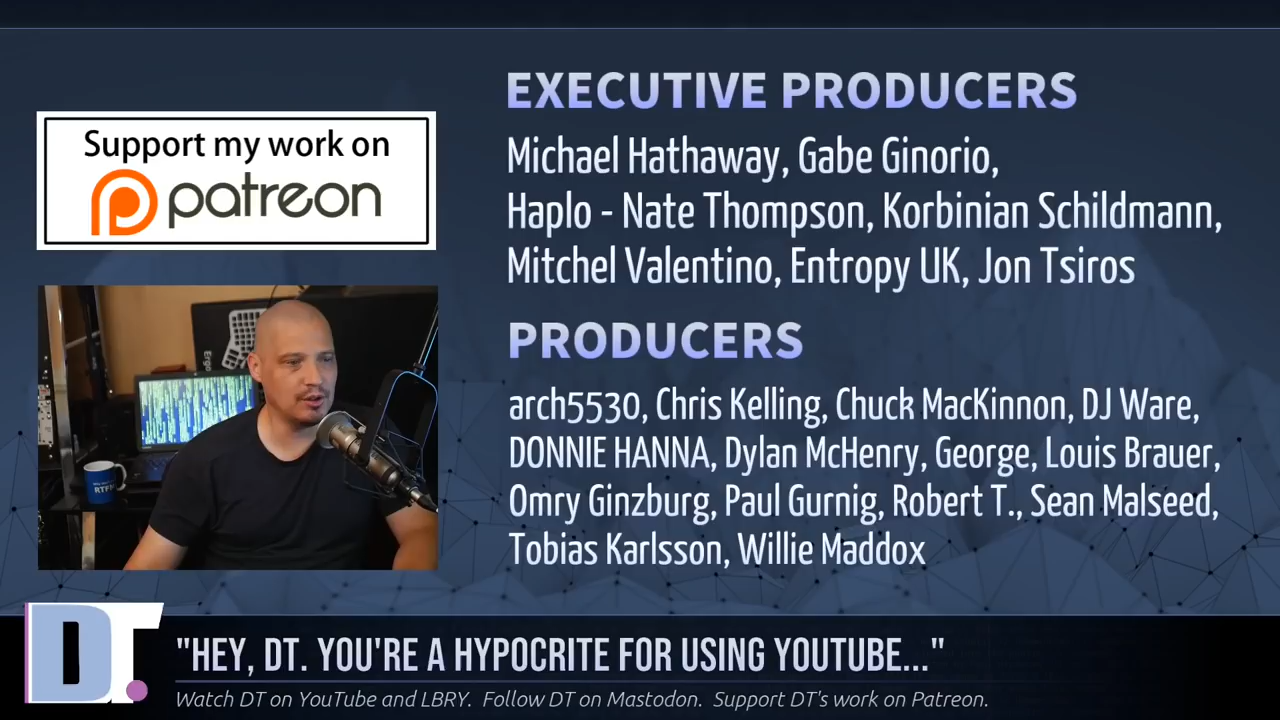 EXECUTIVE PRODUCERS
Michael Hathaway, Gabe Ginorio,
Haplo - Nate Thompson, Korbinian Schildmann,
Mitchel Valentino, Entropy UK, Jon Tsiros
PRODUCERS
arch5530, Chris Kelling, Chuck MacKinnon, DJ Ware,
DONNIE HANNA, Dylan McHenry, George, Louis Brauer,
Omry Ginzburg, Paul Gurnig, Robert T., Sean Malseed,
Tobias Karlsson, Willie Maddox
Support my work on
patreon
Ergo
RTFM
DT.
"HEY, DT. YOU'RE A HYPOCRITE FOR USING YOUTUBE..."
Watch DT on YouTube and LBRY. Follow DT on Mastodon. Support DT's work on Patreon.